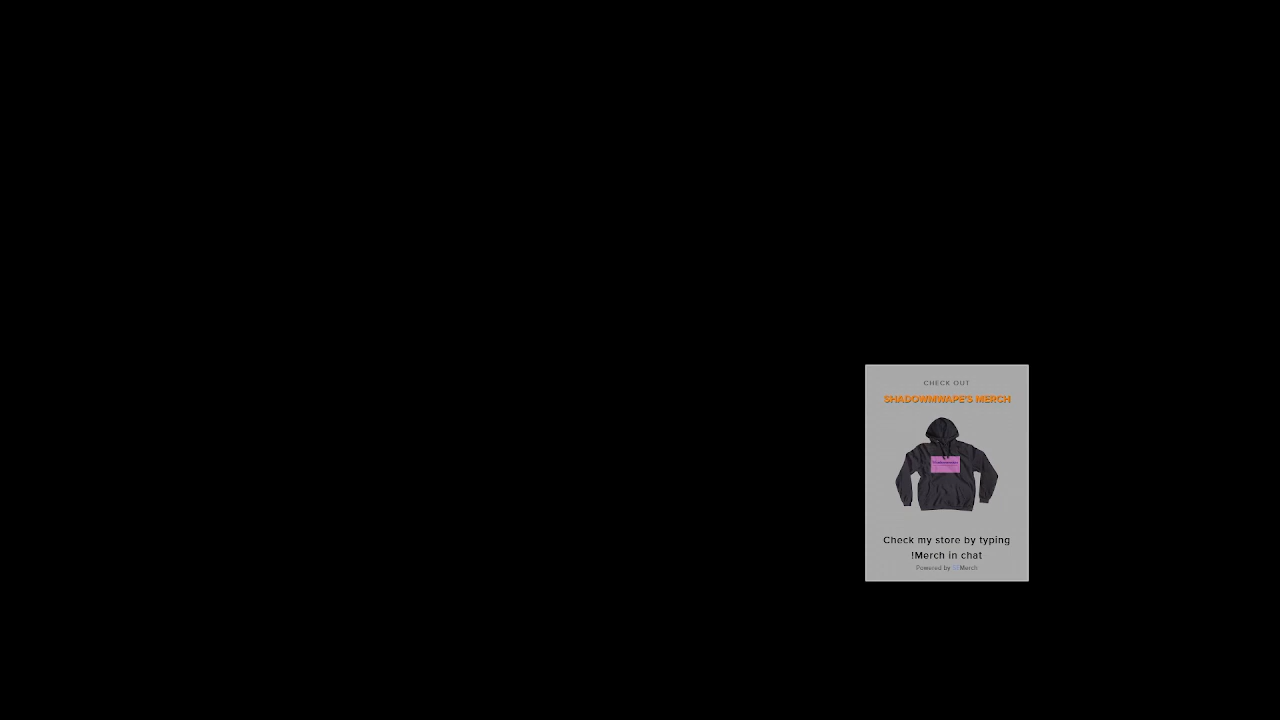 CHECK OUT
SHADOWMWAPE'S MERCH
Check my store by typing
!Merch in chat
Powered by Merch